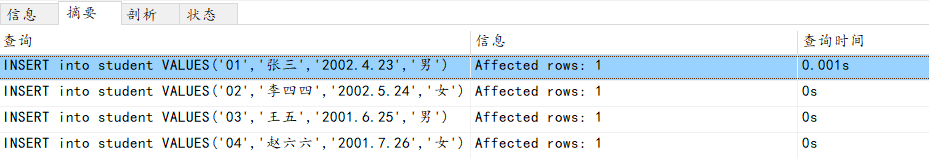 信息 摘要 剖析 状态
查询 信息 查询时间
INSERT into student VALUES('01','张三','2002.4.23','男') Affected rows: 1 0.001s
INSERT into student VALUES('02','李四四','2002.5.24','女') Affected rows: 1 0s
INSERT into student VALUES('03','王五','2001.6.25','男') Affected rows: 1 0s
INSERT into student VALUES('04','赵六六','2001.7.26','女') Affected rows: 1 0s